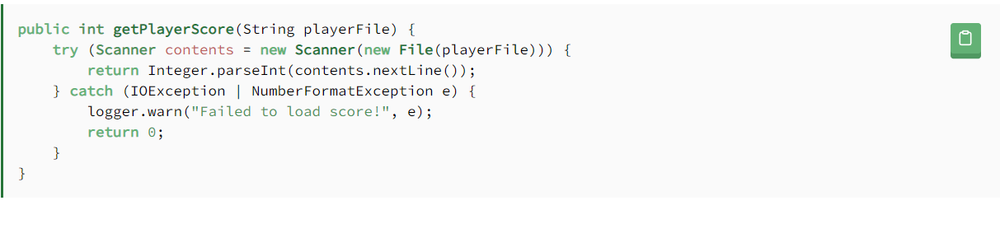 public int getPlayerScore(String playerFile) {
    try (Scanner contents = new Scanner(new File(playerFile))) {
        return Integer.parseInt(contents.nextLine());
    } catch (IOException | NumberFormatException e) {
        logger.warn("Failed to load score!", e);
        return 0;
    }
}